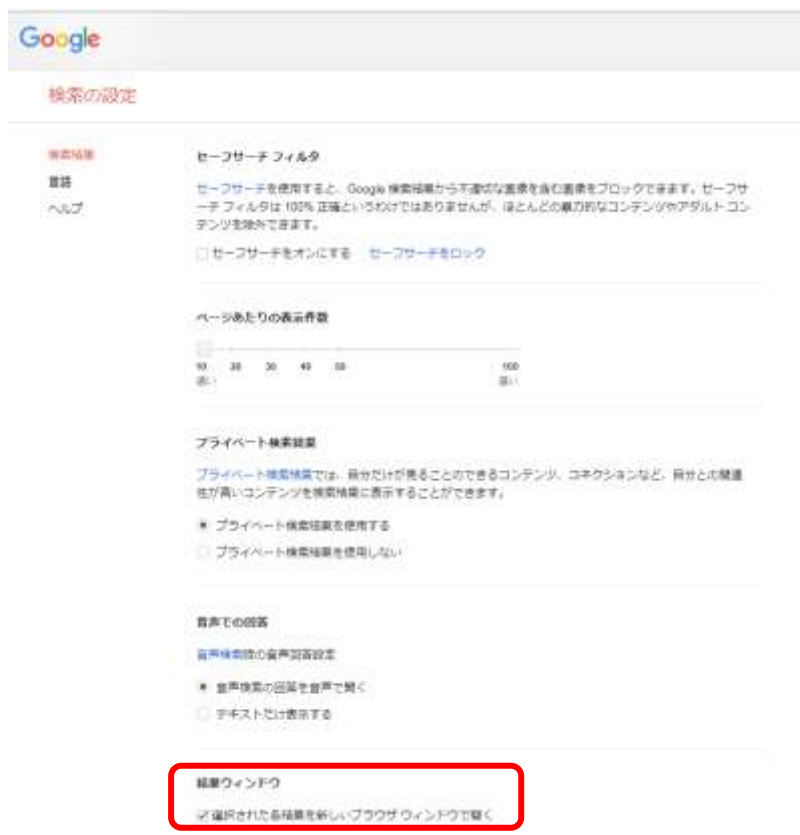 Google
検索の設定
検索結果
言語
ヘルプ
セーフサーチ フィルタ
セーフサーチを使用すると、Google 検索結果から不適切な画像を含む画像をブロックできます。セーフサ
ーチ フィルタは 100% 正確というわけではありませんが、ほとんどの暴力的なコンテンツやアダルト コン
テンツを除外できます。
セーフサーチをオンにする セーフサーチをロック
ページあたりの表示件数
10 20 30 40 50 100
速い 遅い
プライベート検索結果
プライベート検索結果では、自分だけが見ることのできるコンテンツ、コネクションなど、自分との関連
性が高いコンテンツを検索結果に表示することができます。
プライベート検索結果を使用する
プライベート検索結果を使用しない
音声での回答
音声検索時の音声回答設定
音声検索の回答を音声で聞く
テキストだけ表示する
結果ウィンドウ
選択された各結果を新しいブラウザ ウィンドウで開く